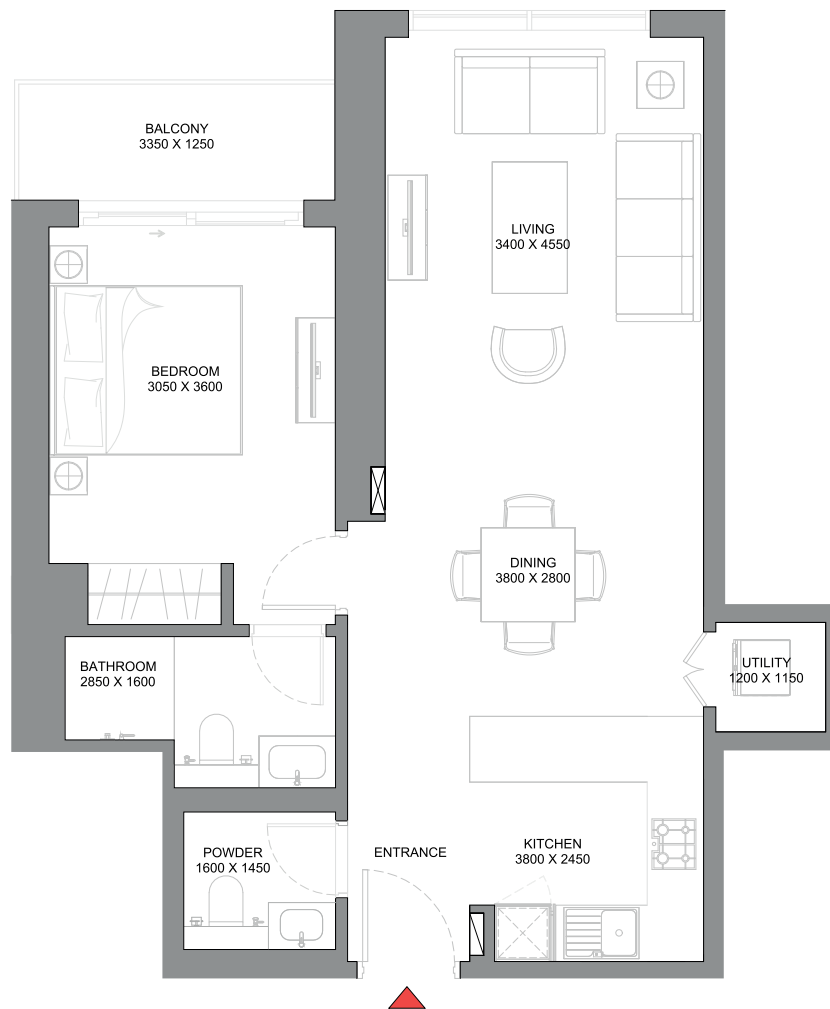 BALCONY
3350 X 1250
LIVING
3400 X 4550
BEDROOM
3050 X 3600
DINING
3800 X 2800
BATHROOM
2850 X 1600
UTILITY
1200 X 1150
POWDER
1600 X 1450
ENTRANCE
KITCHEN
3800 X 2450